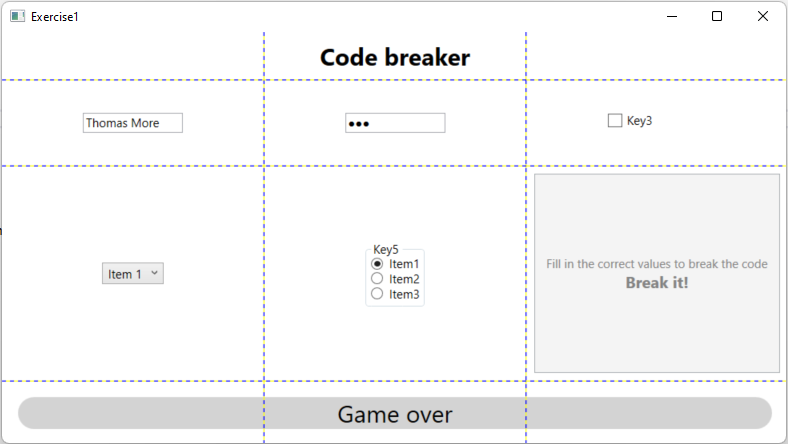 Exercise1
Code breaker
Thomas More
●●●
Key3
Item 1
Key5
Item1
Item2
Item3
Fill in the correct values to break the code
Break it!
Game over